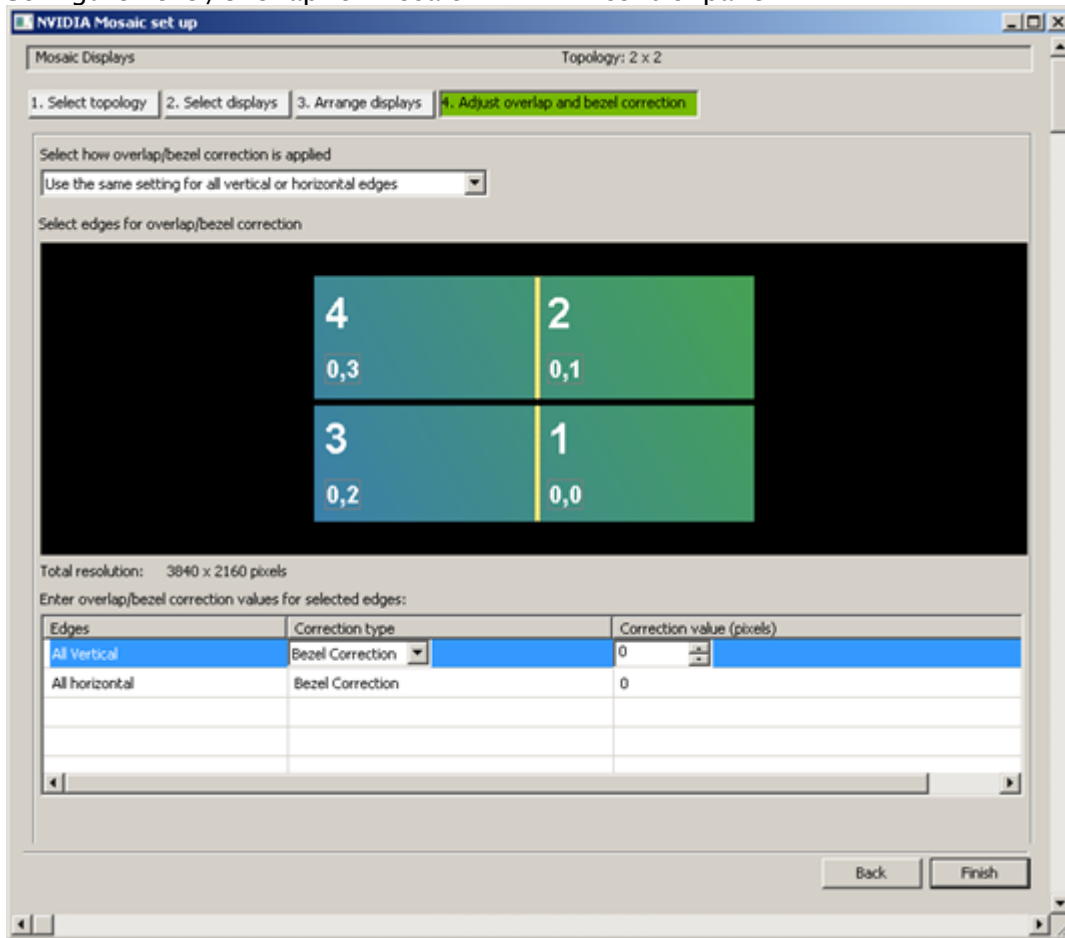 NVIDIA Mosaic set up
Mosaic Displays Topology: 2 x 2
1. Select topology 2. Select displays 3. Arrange displays 4. Adjust overlap and bezel correction
Select how overlap/bezel correction is applied
Use the same setting for all vertical or horizontal edges
Select edges for overlap/bezel correction
4 2
0,3 0,1
3 1
0,2 0,0
Total resolution: 3840 x 2160 pixels
Enter overlap/bezel correction values for selected edges:
Edges Correction type Correction value (pixels)
All Vertical Bezel Correction 0
All horizontal Bezel Correction 0
Back Finish